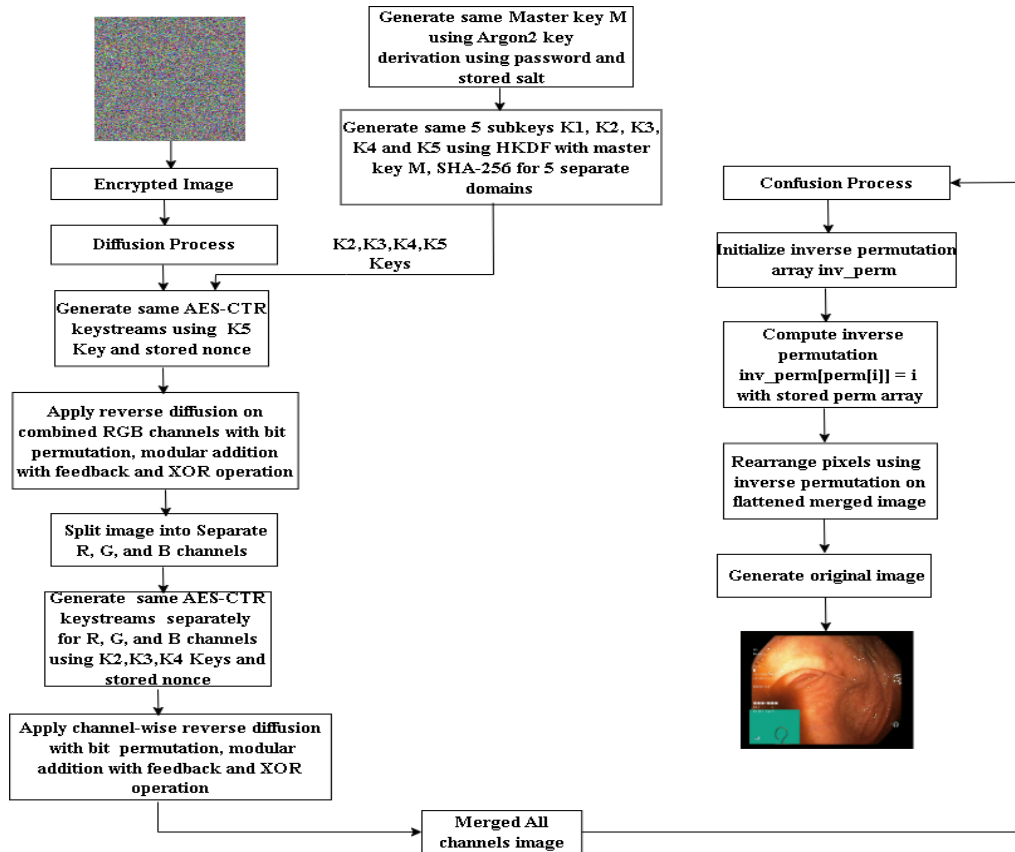 Encrypted Image
Diffusion Process
Generate same AES-CTR
keystreams using K5
Key and stored nonce
Apply reverse diffusion on
combined RGB channels with bit
permutation, modular addition
with feedback and XOR operation
Split image into Separate
R, G, and B channels
Generate same AES-CTR
keystreams separately
for R, G, and B channels
using K2,K3,K4 Keys and
stored nonce
Apply channel-wise reverse diffusion
with bit permutation, modular
addition with feedback and XOR
operation
Generate same Master key M
using Argon2 key
derivation using password and
stored salt
Generate same 5 subkeys K1, K2, K3,
K4 and K5 using HKDF with master
key M, SHA-256 for 5 separate
domains
K2,K3,K4,K5
Keys
Merged All
channels image
Confusion Process
Initialize inverse permutation
array inv_perm
Compute inverse
permutation
inv_perm[perm[i]] = i
with stored perm array
Rearrange pixels using
inverse permutation on
flattened merged image
Generate original image